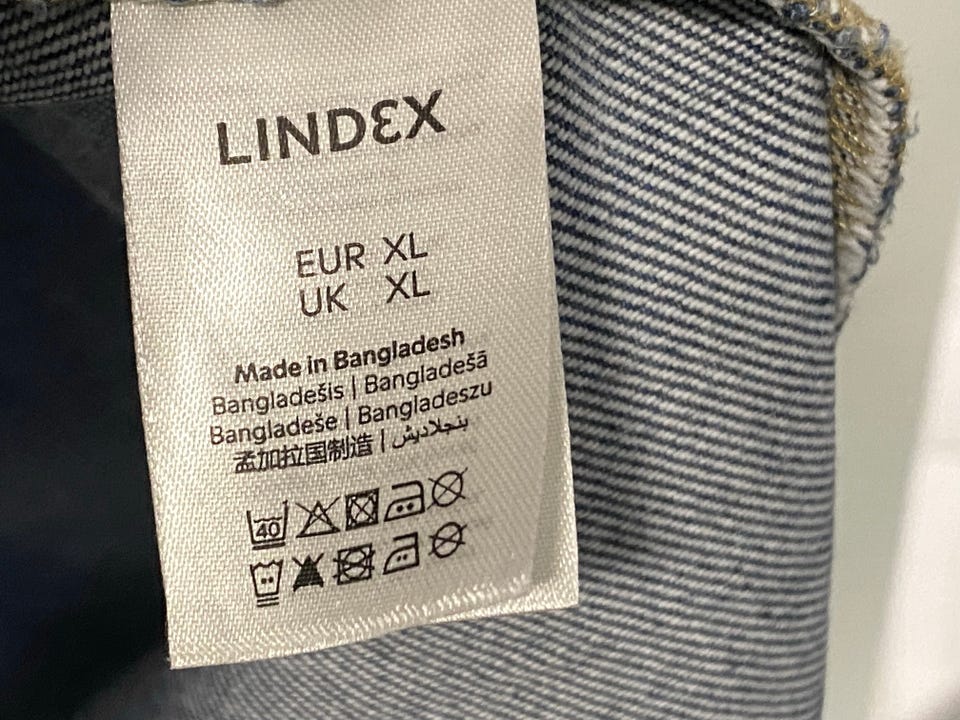 LINDEX
EUR XL
UK XL
Made in Bangladesh
Bangladešis | Bangladešā
Bangladeše | Bangladeszu
孟加拉国制造 | بنجلاديش
40